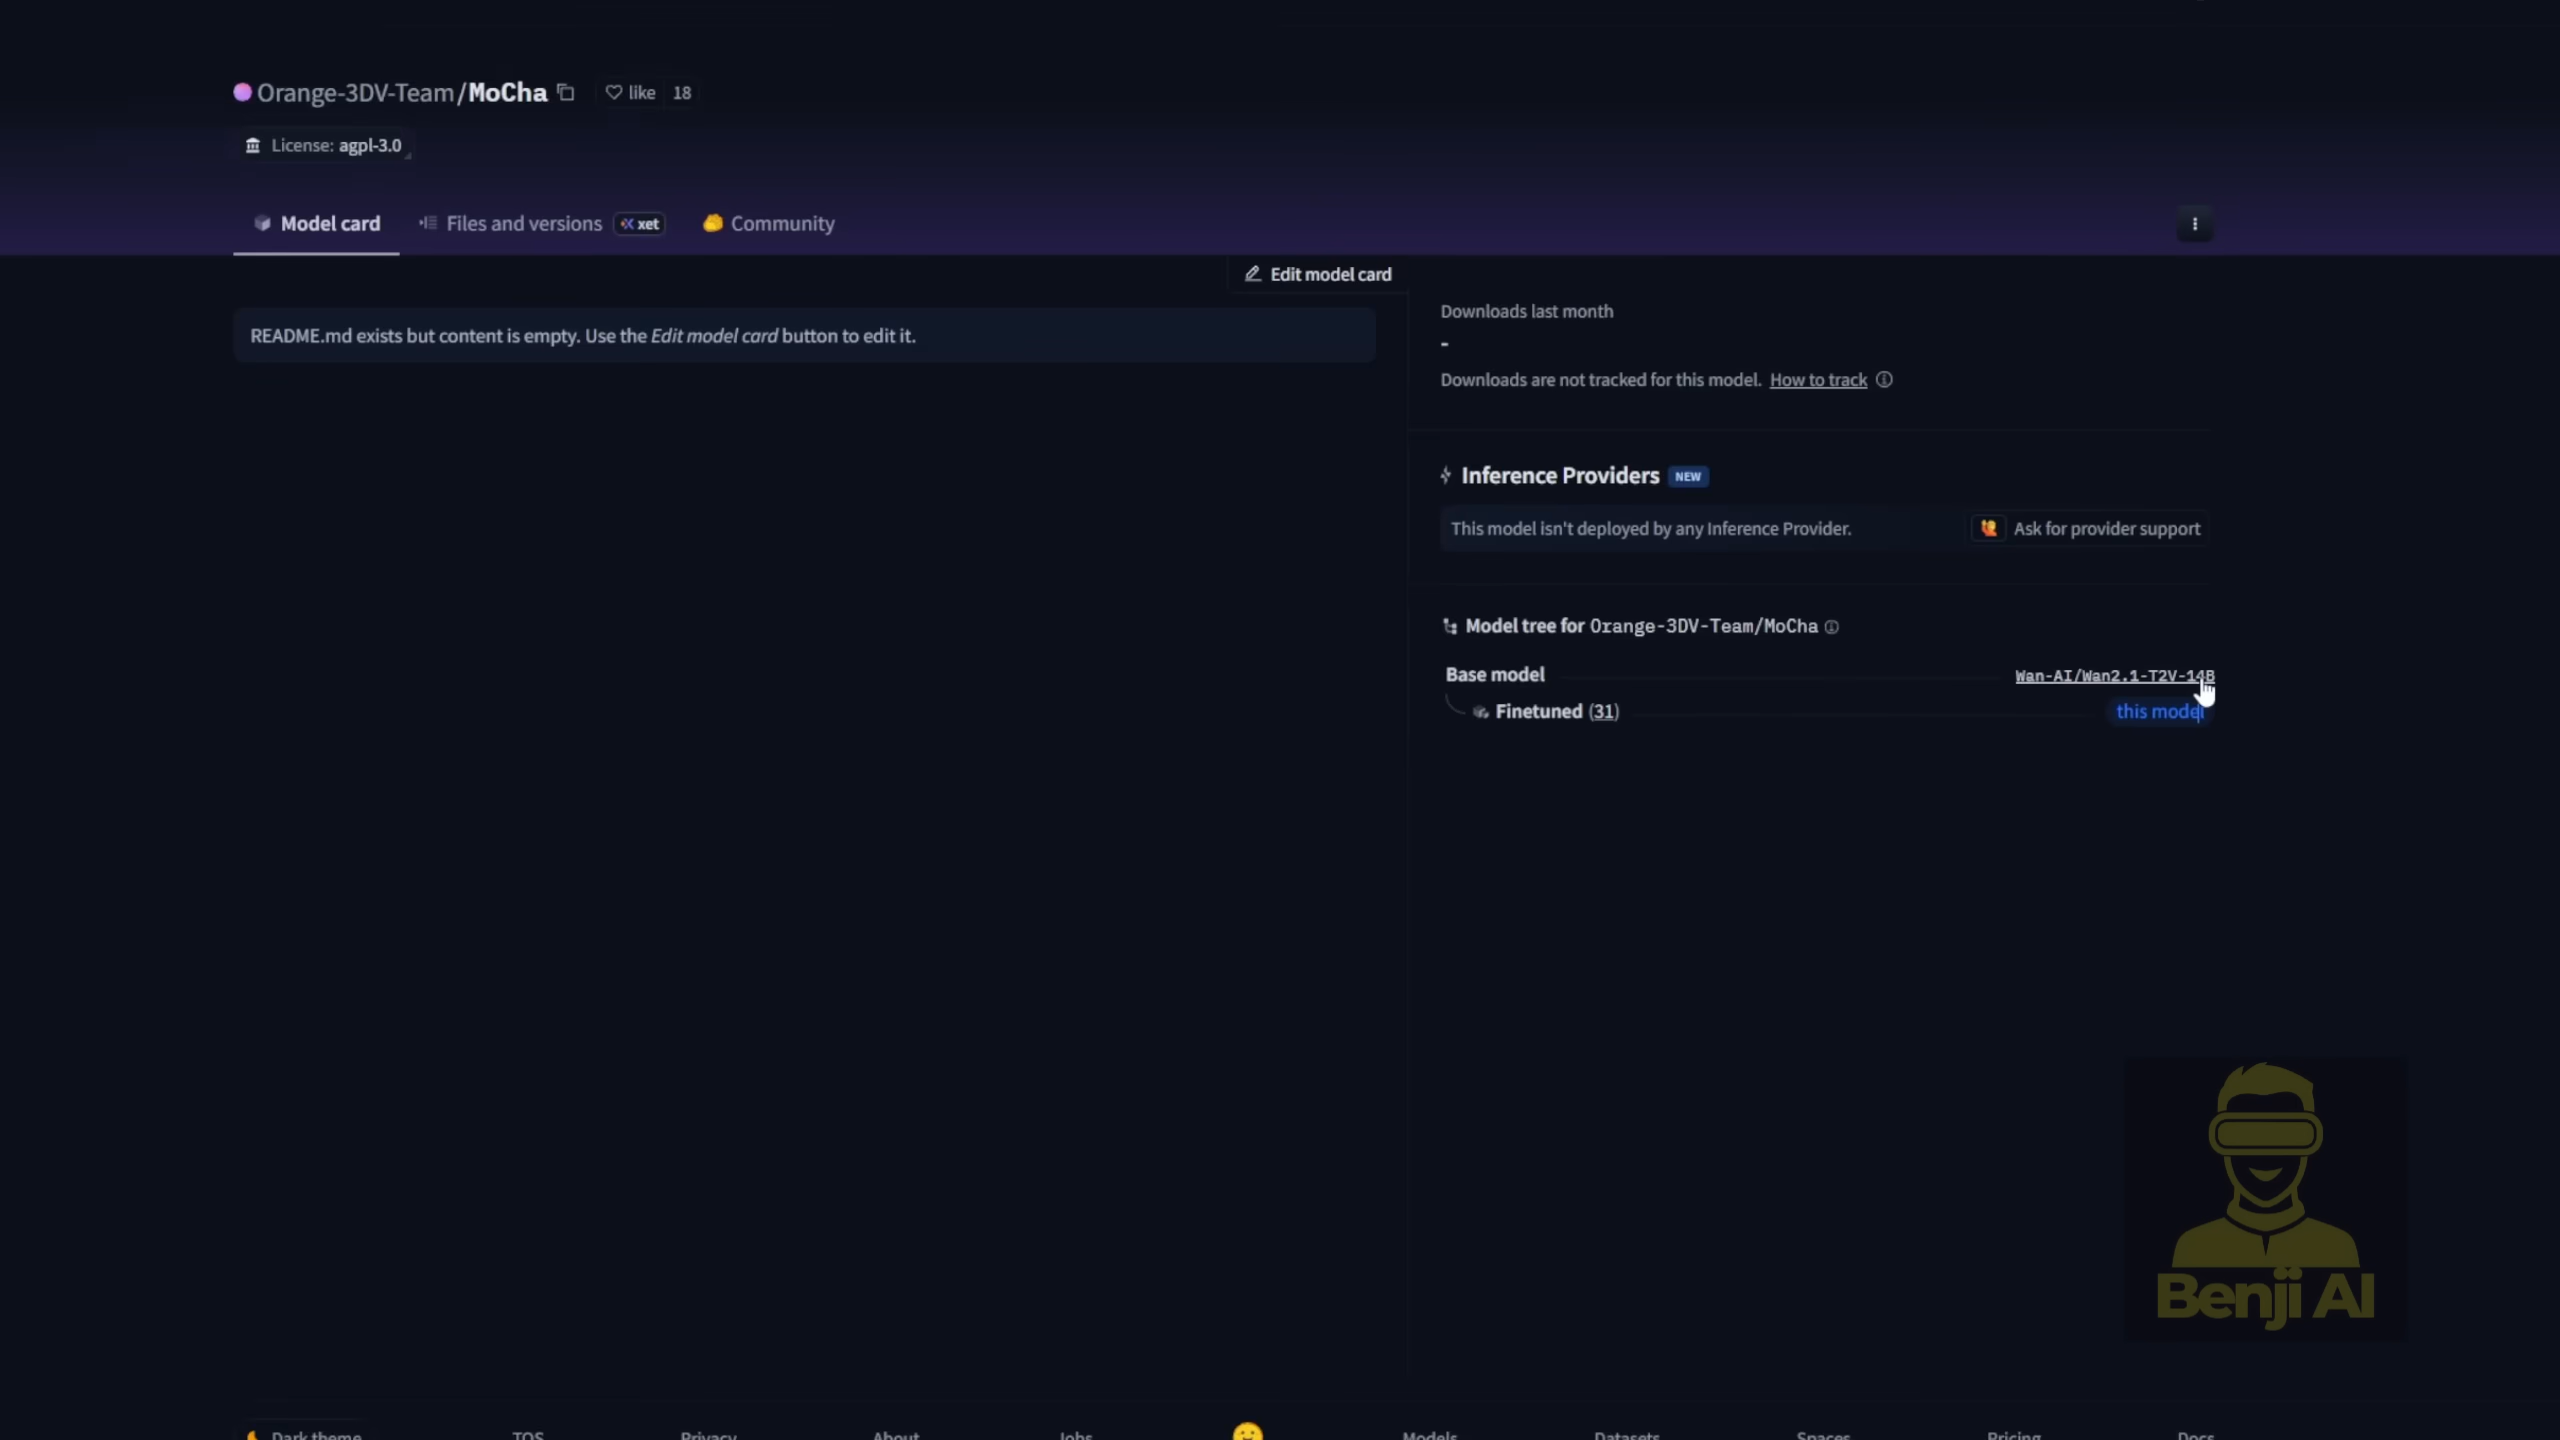 Orange-3DV-Team/MoCha like 18
License: agpl-3.0
Model card Files and versions xet Community
Edit model card
README.md exists but content is empty. Use the Edit model card button to edit it.
Downloads last month
-
Downloads are not tracked for this model. How to track
Inference Providers NEW
This model isn't deployed by any Inference Provider. Ask for provider support
Model tree for Orange-3DV-Team/MoCha
Base model Wan-AI/Wan2.1-T2V-14B
Finetuned (31) this model
Benji AI
Dark theme TOS Privacy About Jobs Models Datasets Spaces Pricing Docs